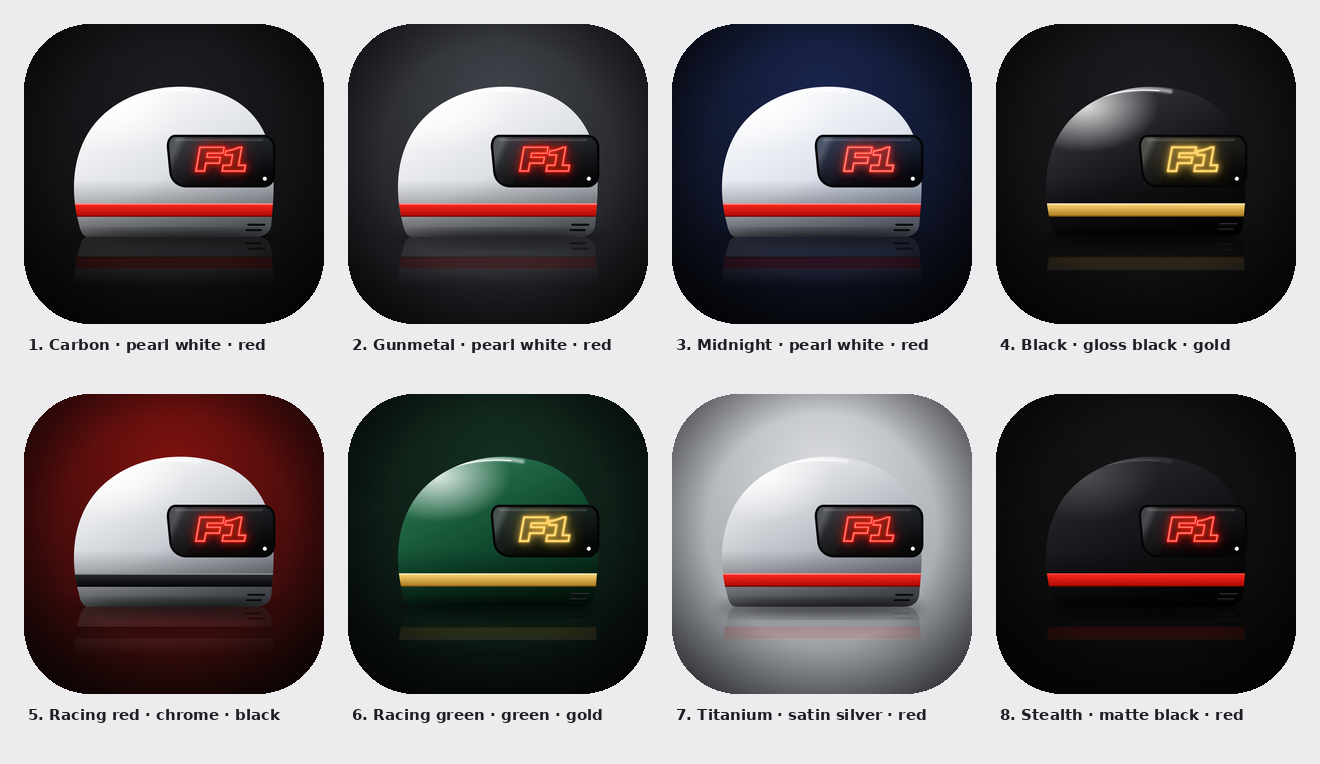 F1
F1
F1
F1
1. Carbon · pearl white · red
2. Gunmetal · pearl white · red
3. Midnight · pearl white · red
4. Black · gloss black · gold
F1
F1
F1
F1
5. Racing red · chrome · black
6. Racing green · green · gold
7. Titanium · satin silver · red
8. Stealth · matte black · red